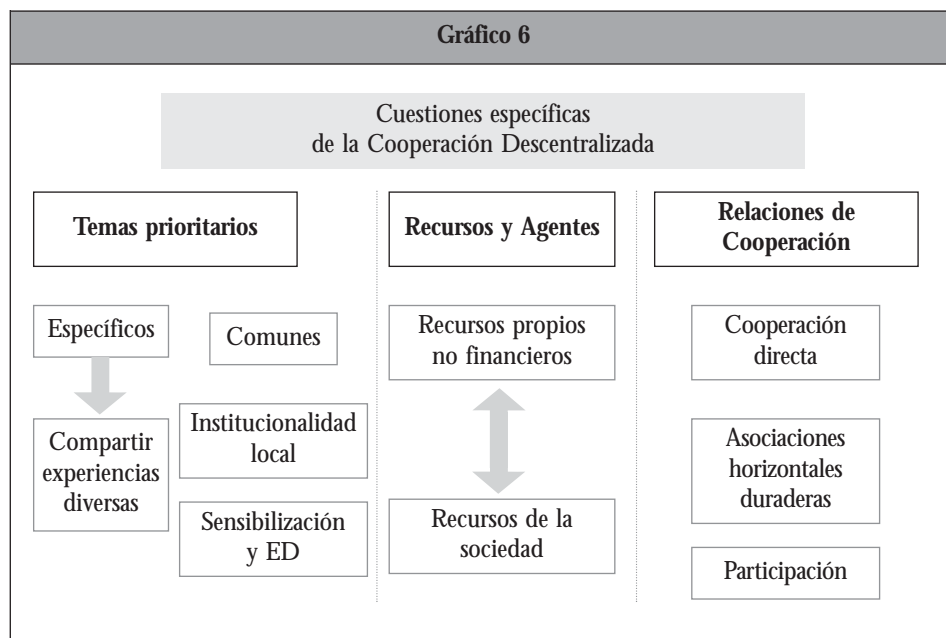 Gráfico 6
Cuestiones específicas
de la Cooperación Descentralizada
Temas prioritarios
Recursos y Agentes
Relaciones de
Cooperación
Específicos
Comunes
Compartir
experiencias
diversas
Institucionalidad
local
Sensibilización
y ED
Recursos propios
no financieros
Recursos de la
sociedad
Cooperación
directa
Asociaciones
horizontales
duraderas
Participación